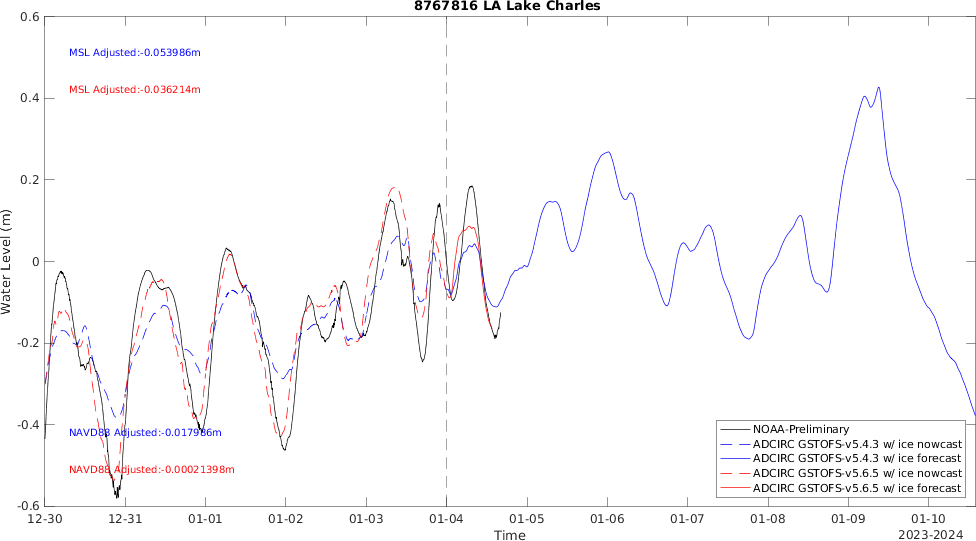 8767816 LA Lake Charles
0.6
MSL Adjusted:-0.053986m
MSL Adjusted:-0.036214m
0.4
0.2
0
-0.2
-0.4
-0.6
Water Level (m)
NAVD88 Adjusted:-0.017986m
NAVD88 Adjusted:-0.00021398m
NOAA-Preliminary
ADCIRC GSTOFS-v5.4.3 w/ ice nowcast
ADCIRC GSTOFS-v5.4.3 w/ ice forecast
ADCIRC GSTOFS-v5.6.5 w/ ice nowcast
ADCIRC GSTOFS-v5.6.5 w/ ice forecast
12-30 12-31 01-01 01-02 01-03 01-04 01-05 01-06 01-07 01-08 01-09 01-10
2023-2024
Time